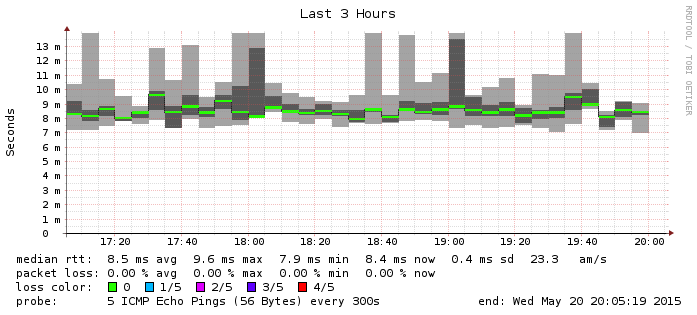 Last 3 Hours
RRDTOOL / TOBI OETIKER
Seconds
13 m
12 m
11 m
10 m
9 m
8 m
7 m
6 m
5 m
4 m
3 m
2 m
1 m
0
17:20 17:40 18:00 18:20 18:40 19:00 19:20 19:40 20:00
median rtt: 8.5 ms avg 9.6 ms max 7.9 ms min 8.4 ms now 0.4 ms sd 23.3 am/s
packet loss: 0.00 % avg 0.00 % max 0.00 % min 0.00 % now
loss color: 0 1/5 2/5 3/5 4/5
probe: 5 ICMP Echo Pings (56 Bytes) every 300s end: Wed May 20 20:05:19 2015